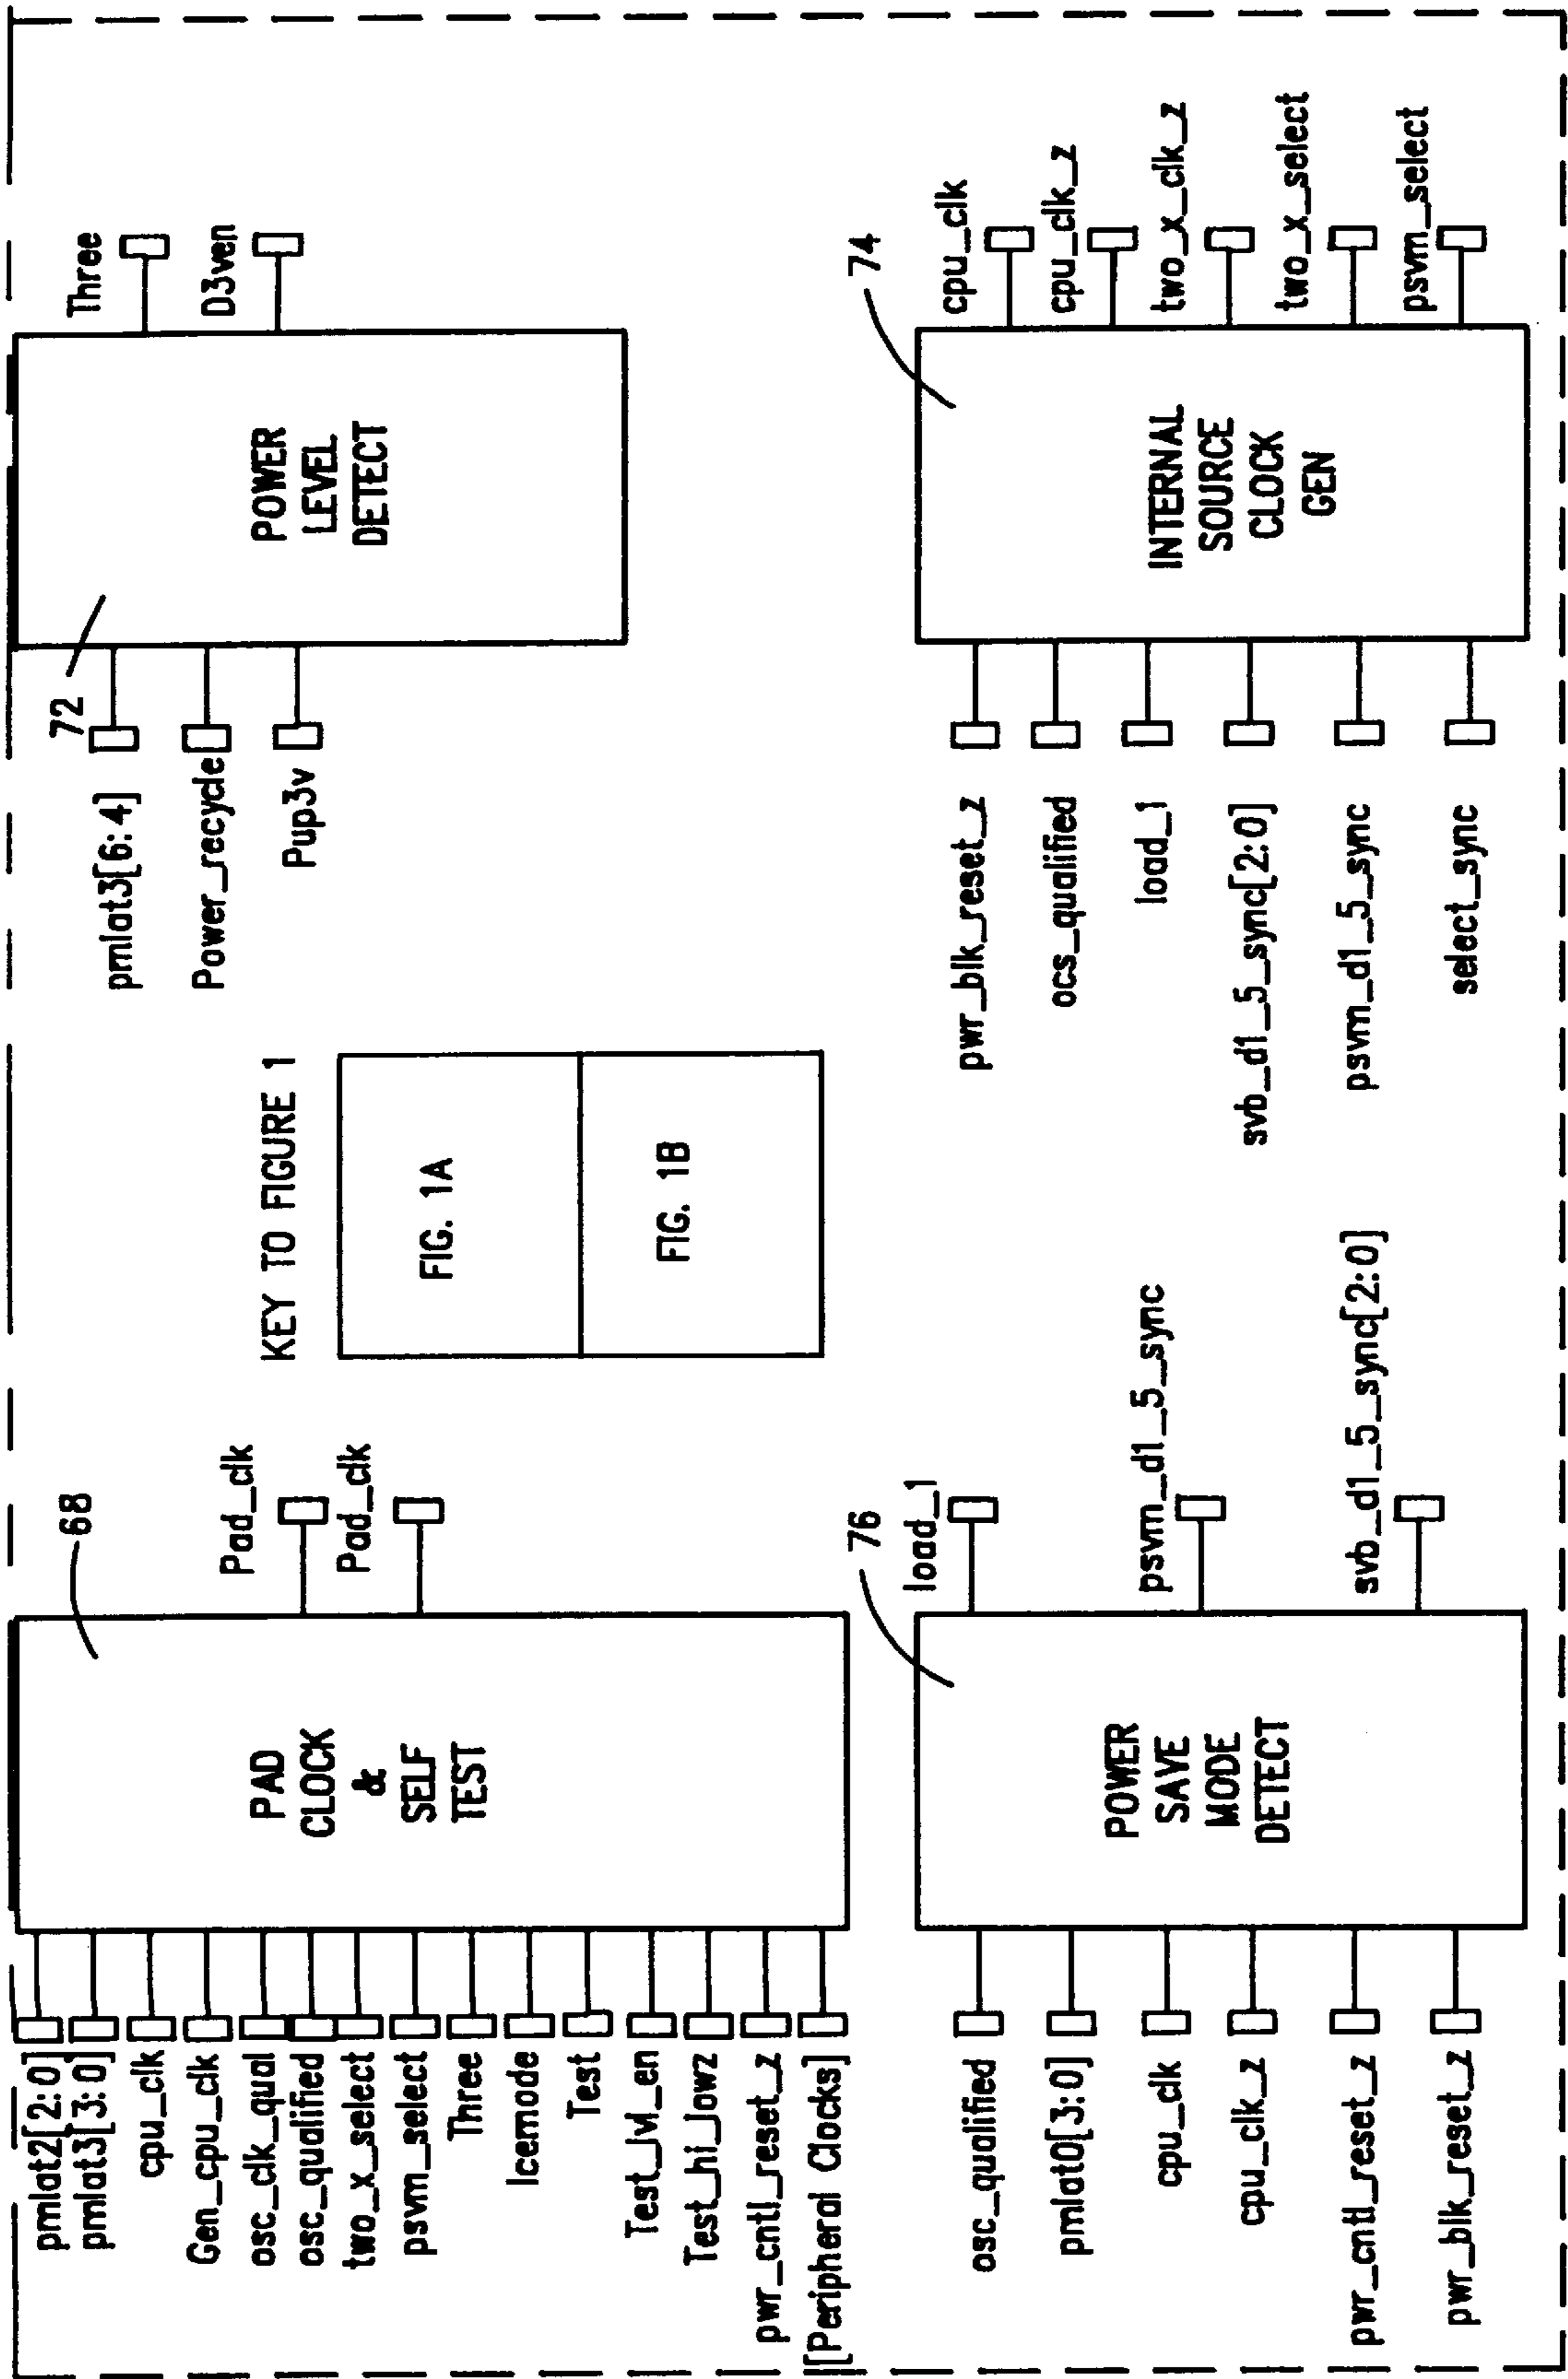 pmlat2[2:0]
pmlat3[3:0]
cpu_clk
Gen_cpu_clk
osc_clk_qual
osc_qualified
two_x_select
psvm_select
Three
Icemode
Test
Test_lvl_en
Test_hi_lowz
pwr_cntl_reset_z
[Peripheral Clocks]
PAD
CLOCK
&
SELF
TEST
68
Pad_clk
Pad_clk
KEY TO FIGURE 1
FIG. 1A
FIG. 1B
72
pmlat3[6:4]
Power_recycle
Pup3v
POWER
LEVEL
DETECT
Three
D3ven
osc_qualified
pmlat0[3:0]
cpu_clk
cpu_clk_z
pwr_cntl_reset_z
pwr_blk_reset_z
POWER
SAVE
MODE
DETECT
76
load_1
psvm_d1_5_sync
svb_d1_5_sync[2:0]
pwr_blk_reset_z
ocs_qualified
load_1
svb_d1_5_sync[2:0]
psvm_d1_5_sync
select_sync
INTERNAL
SOURCE
CLOCK
GEN
74
cpu_clk
cpu_clk_z
two_x_clk_z
two_x_select
psvm_select